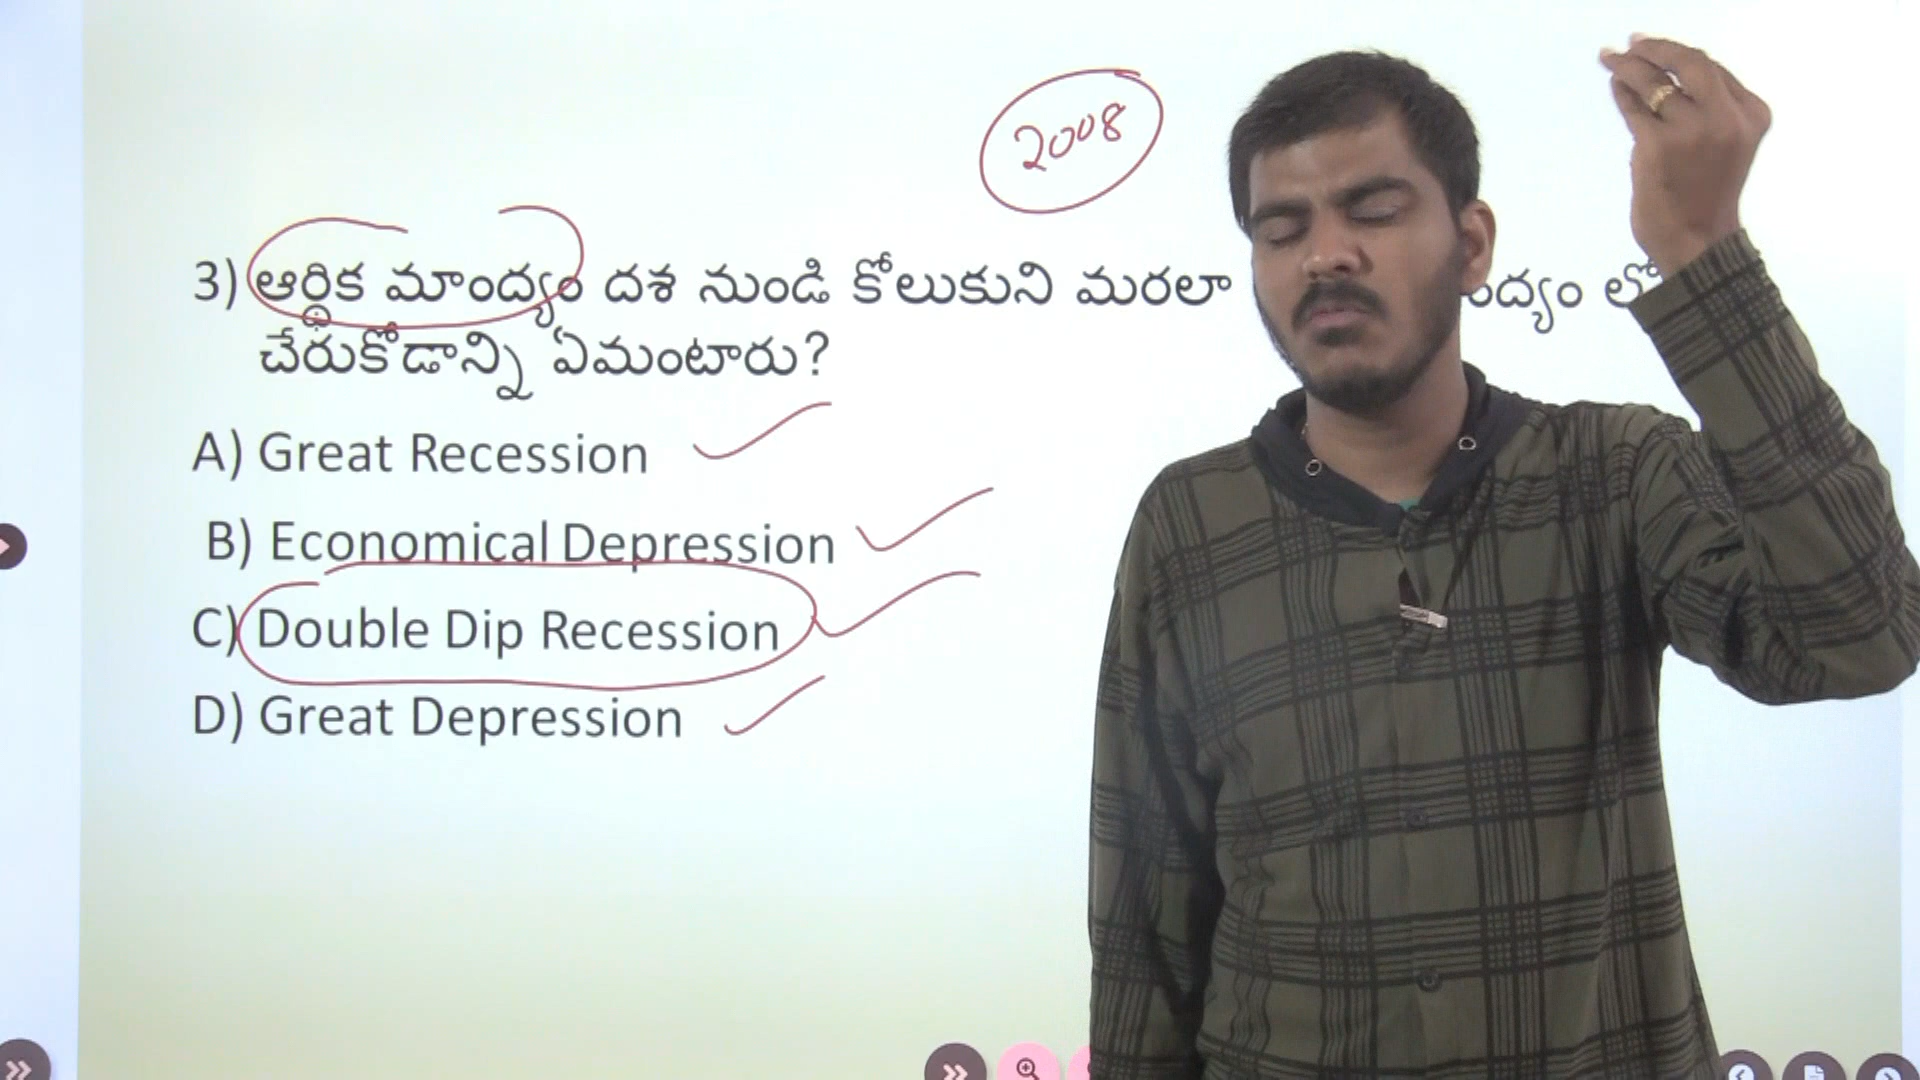 2008
3) ఆర్థిక మాంద్యం దశ నుండి కోలుకుని మరలా లో
చేరుకోడాన్ని ఏమంటారు?
A) Great Recession
B) Economical Depression
C) Double Dip Recession
D) Great Depression